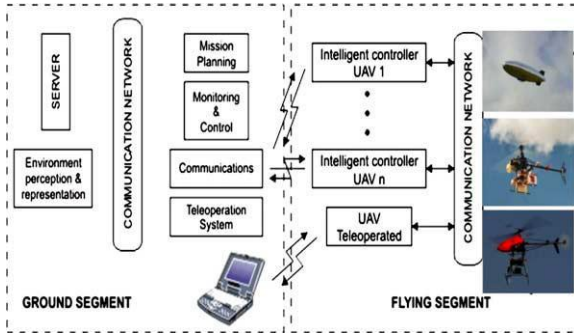 SERVER
Environment
perception &
representation
COMMUNICATION NETWORK
Mission
Planning
Monitoring
&
Control
Communications
Teleoperation
System
GROUND SEGMENT
Intelligent controller
UAV 1
Intelligent controller
UAV n
UAV
Teleoperated
COMMUNICATION NETWORK
FLYING SEGMENT